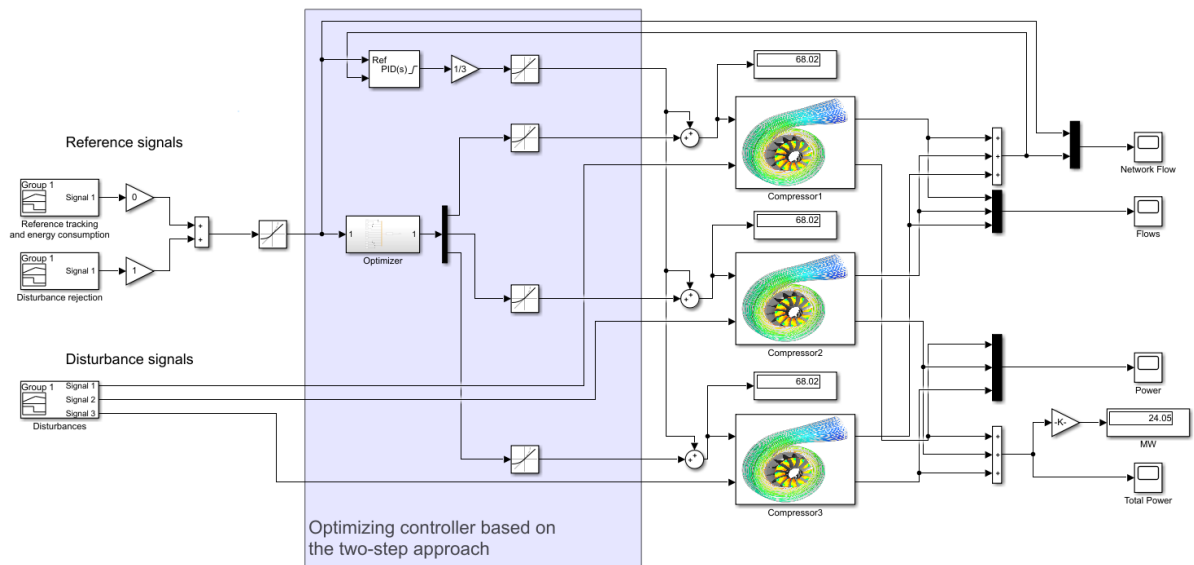 Reference signals
Group 1
Signal 1
0
Reference tracking
and energy consumption
Group 1
Signal 1
1
Disturbance rejection
+
+
Disturbance signals
Group 1
Signal 1
Signal 2
Signal 3
Disturbances
Ref
PID(s)
1/3
1
1
Optimizer
Optimizing controller based on
the two-step approach
+
+
68.02
Compressor1
+
+
68.02
Compressor2
+
+
68.02
Compressor3
+
+
+
Network Flow
Flows
Power
+
+
+
-K-
24.05
MW
Total Power